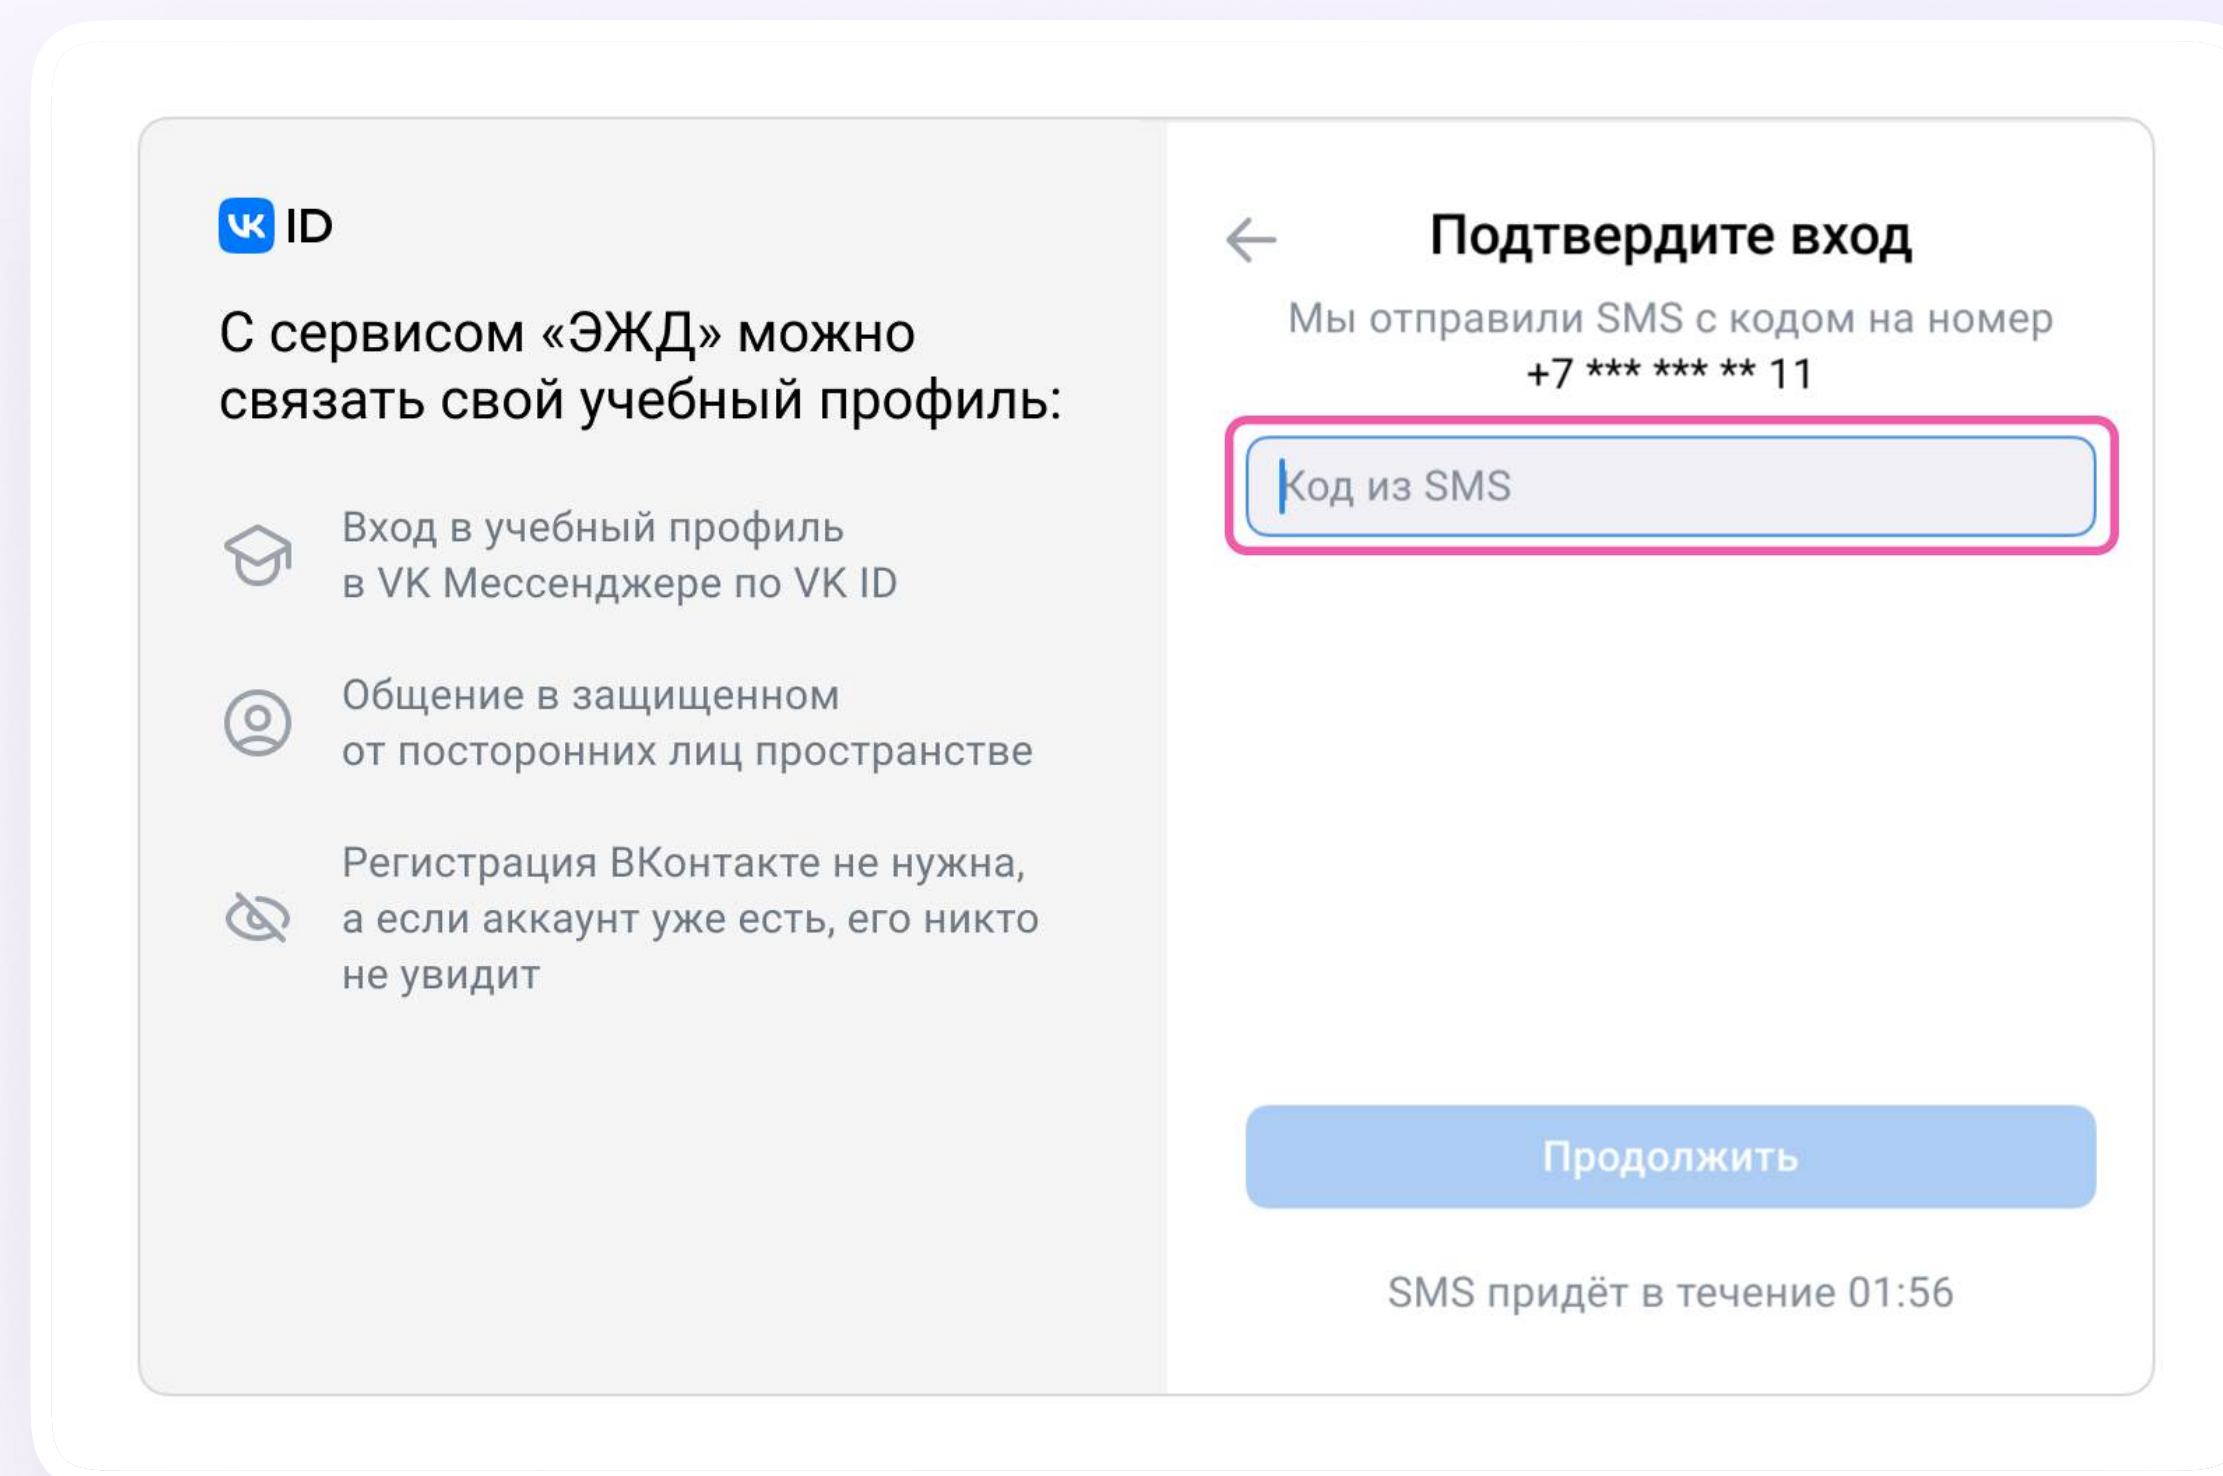 VK ID
С сервисом «ЭЖД» можно
связать свой учебный профиль:
Вход в учебный профиль
в VK Мессенджере по VK ID
Общение в защищенном
от посторонних лиц пространстве
Регистрация ВКонтакте не нужна,
а если аккаунт уже есть, его никто
не увидит
Подтвердите вход
Мы отправили SMS с кодом на номер
+7 *** *** ** 11
Код из SMS
Продолжить
SMS придёт в течение 01:56